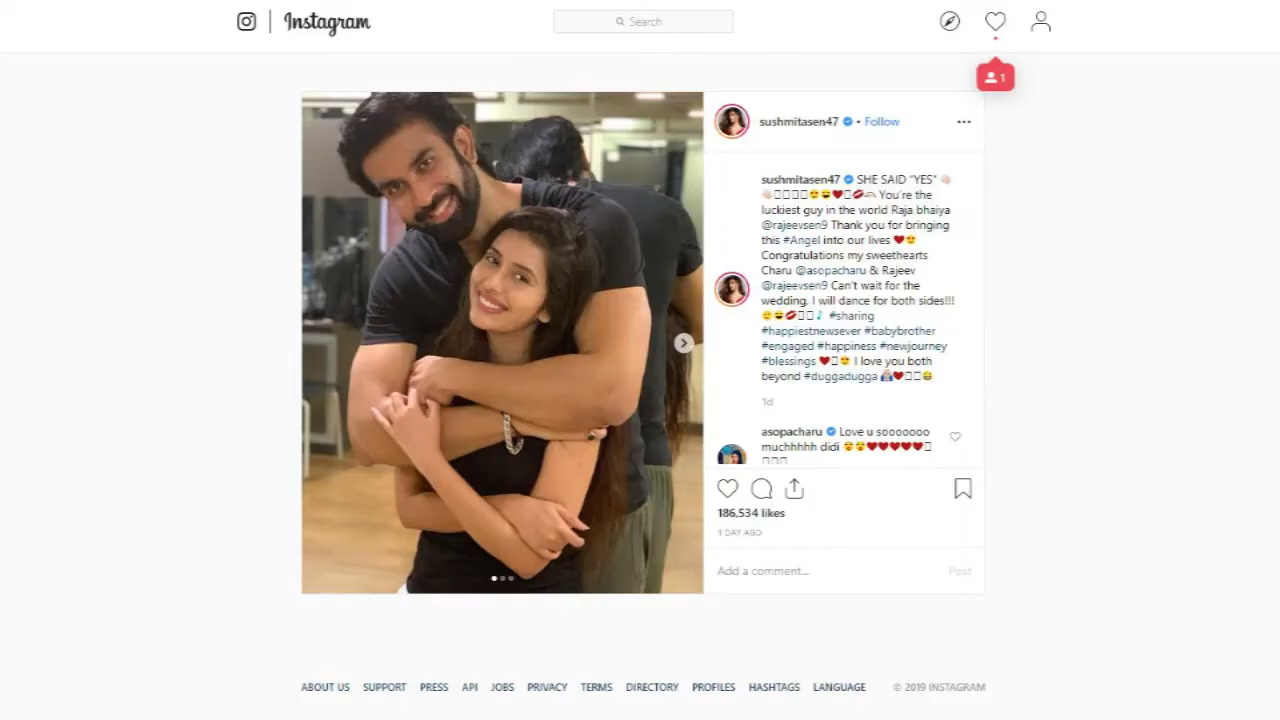 Instagram
Search
1
sushmitasen47 • Follow
sushmitasen47 SHE SAID “YES”
You're the
luckiest guy in the world Raja bhaiya
@rajeevsen9 Thank you for bringing
this #Angel into our lives ❤😍
Congratulations my sweethearts
Charu @asopacharu & Rajeev
@rajeevsen9 Can't wait for the
wedding, I will dance for both sides!!!
#sharing
#happiestnewsever #babybrother
#engaged #happiness #newjourney
#blessings I love you both
beyond #duggadugga
1d
asopacharu Love u sooooooo
muchhhhh didi
186,534 likes
1 DAY AGO
Add a comment...
Post
ABOUT US SUPPORT PRESS API JOBS PRIVACY TERMS DIRECTORY PROFILES HASHTAGS LANGUAGE © 2019 INSTAGRAM